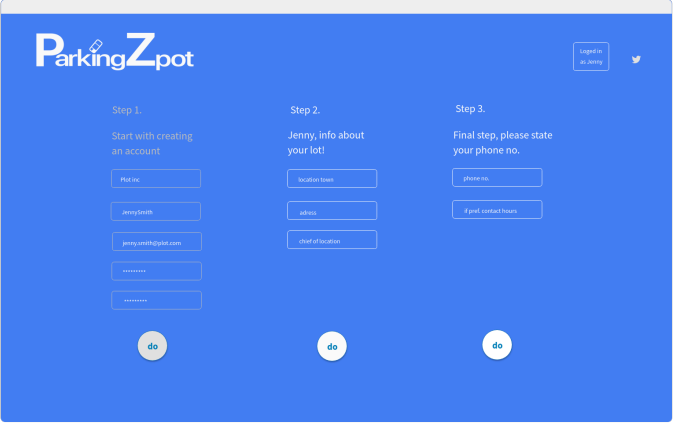 ParkingZpot
Loged in
as Jenny
Step 1.
Start with creating
an account
Plot inc
JennySmith
jenny.smith@plot.com
*********
*********
do
Step 2.
Jenny, info about
your lot!
location town
adress
chief of location
do
Step 3.
Final step, please state
your phone no.
phone no.
if pref. contact hours
do